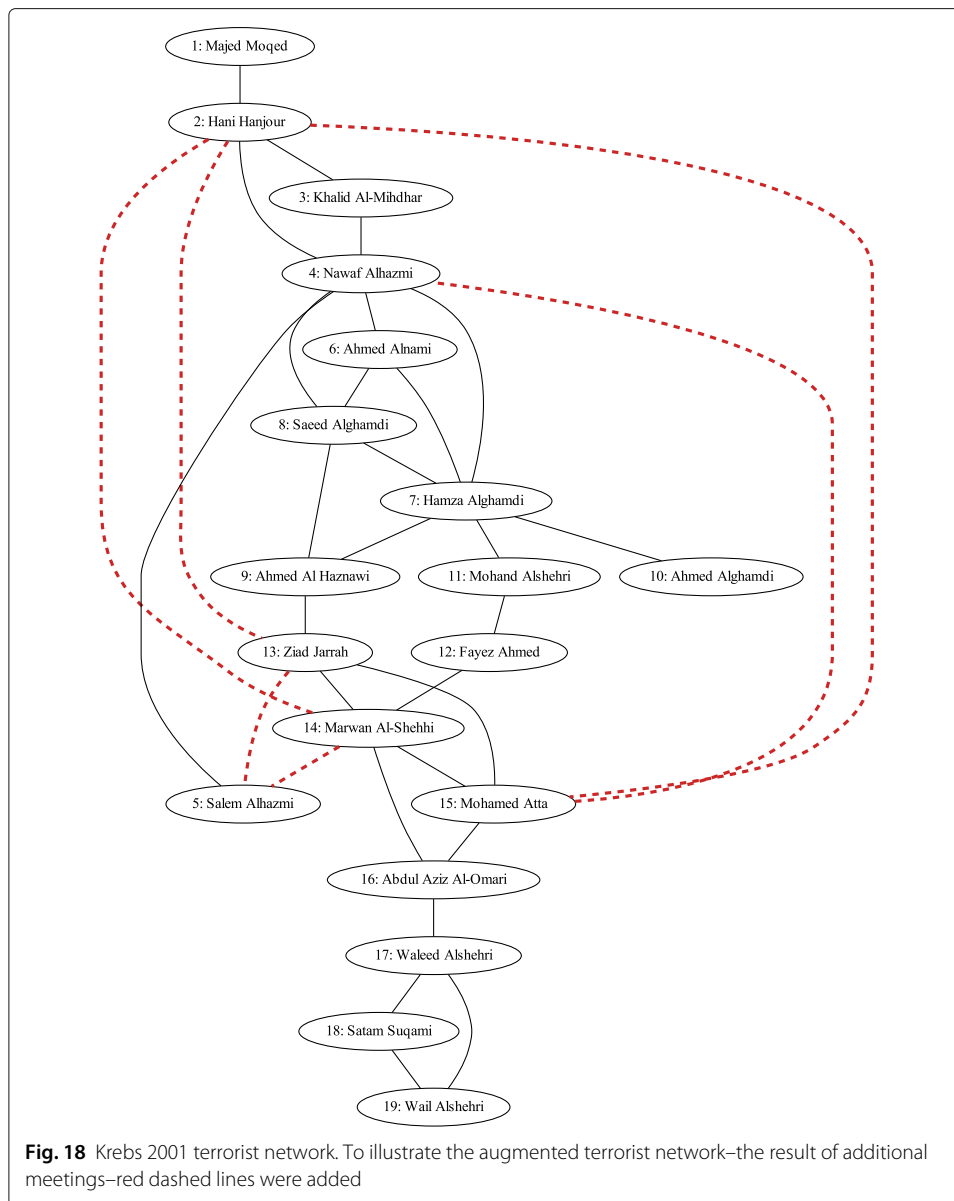 1: Majed Moqed
2: Hani Hanjour
3: Khalid Al-Mihdhar
4: Nawaf Alhazmi
6: Ahmed Alnami
8: Saeed Alghamdi
7: Hamza Alghamdi
9: Ahmed Al Haznawi
11: Mohand Alshehri
10: Ahmed Alghamdi
13: Ziad Jarrah
12: Fayez Ahmed
14: Marwan Al-Shehhi
5: Salem Alhazmi
15: Mohamed Atta
16: Abdul Aziz Al-Omari
17: Waleed Alshehri
18: Satam Suqami
19: Wail Alshehri
Fig. 18 Krebs 2001 terrorist network. To illustrate the augmented terrorist network–the result of additional
meetings–red dashed lines were added